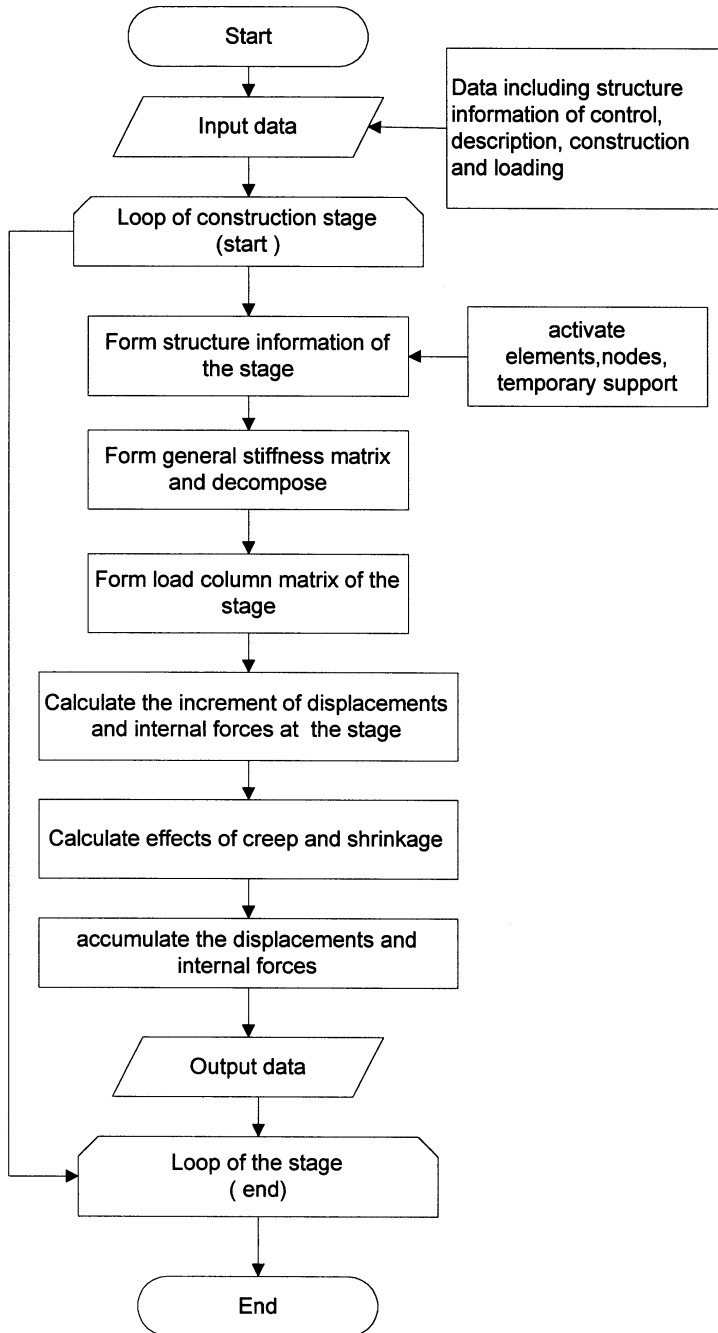 Start
Input data
Data including structure
information of control,
description, construction
and loading
Loop of construction stage
(start )
Form structure information of
the stage
activate
elements,nodes,
temporary support
Form general stiffness matrix
and decompose
Form load column matrix of the
stage
Calculate the increment of displacements
and internal forces at the stage
Calculate effects of creep and shrinkage
accumulate the displacements and
internal forces
Output data
Loop of the stage
( end)
End